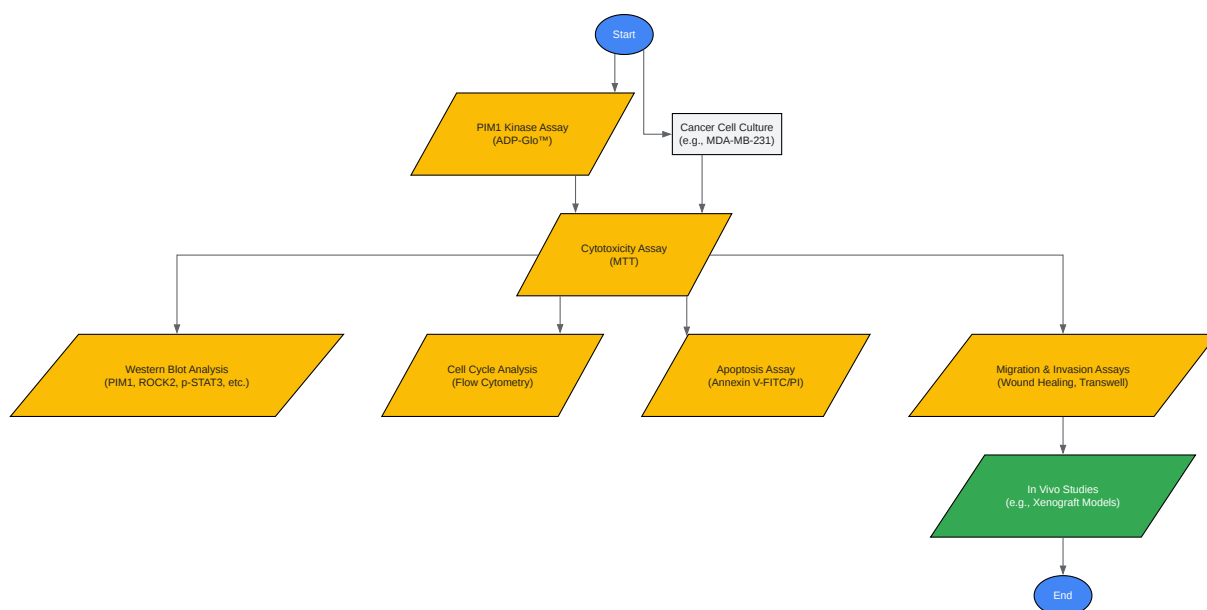 Start
PIM1 Kinase Assay
(ADP-Glo™)
Cancer Cell Culture
(e.g., MDA-MB-231)
Cytotoxicity Assay
(MTT)
Western Blot Analysis
(PIM1, ROCK2, p-STAT3, etc.)
Cell Cycle Analysis
(Flow Cytometry)
Apoptosis Assay
(Annexin V-FITC/PI)
Migration & Invasion Assays
(Wound Healing, Transwell)
In Vivo Studies
(e.g., Xenograft Models)
End